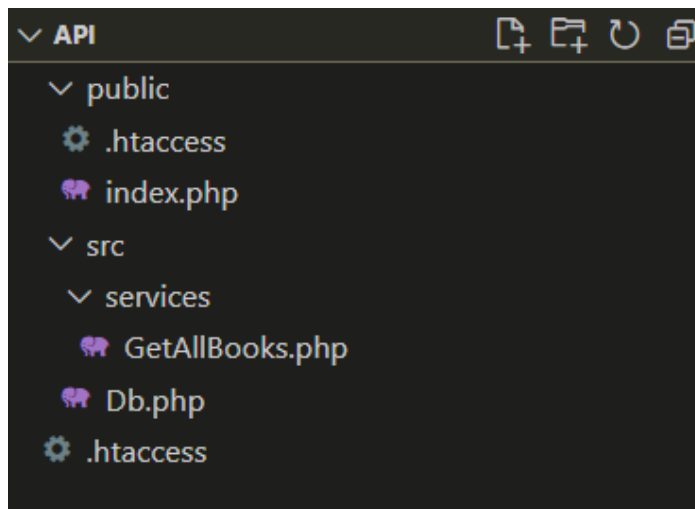 API
public
.htaccess
index.php
src
services
GetAllBooks.php
Db.php
.htaccess